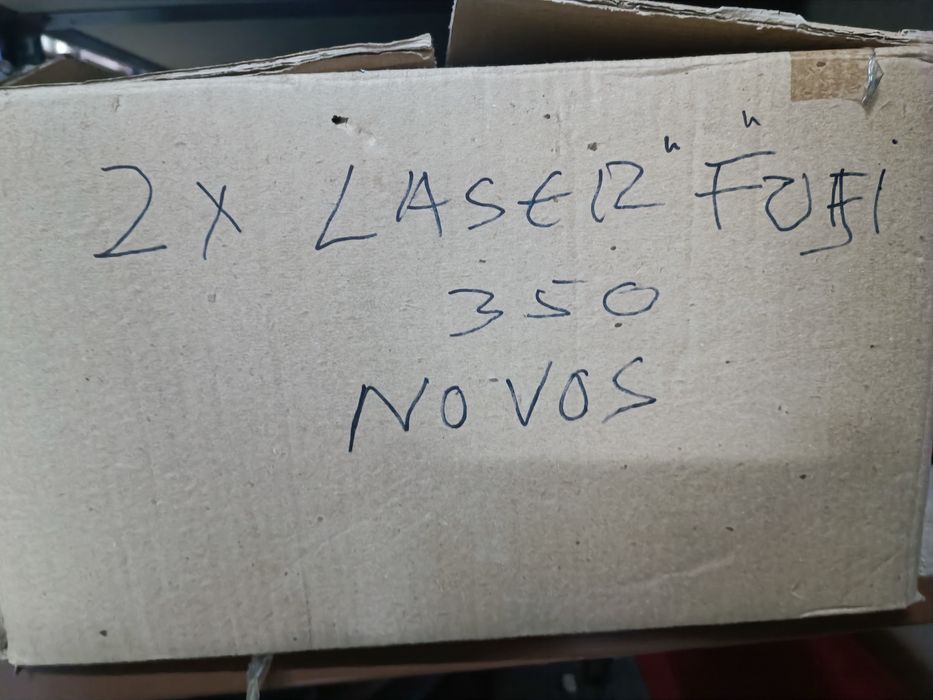 2X LASER "FUJI
350
NOVOS